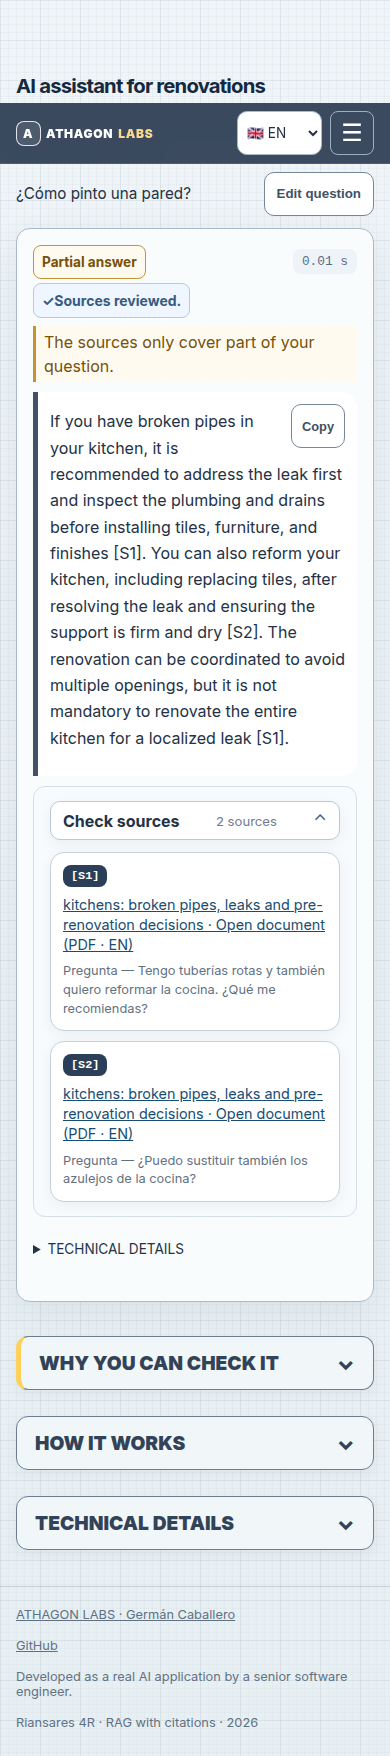 AI assistant for renovations
A ATHAGON LABS
🇬🇧 EN
☰
¿Cómo pinto una pared?
Edit question
Partial answer
0.01 s
✓Sources reviewed.
The sources only cover part of your
question.
Copy
If you have broken pipes in
your kitchen, it is
recommended to address the leak first
and inspect the plumbing and drains
before installing tiles, furniture, and
finishes [S1]. You can also reform your
kitchen, including replacing tiles, after
resolving the leak and ensuring the
support is firm and dry [S2]. The
renovation can be coordinated to avoid
multiple openings, but it is not
mandatory to renovate the entire
kitchen for a localized leak [S1].
Check sources
2 sources
[S1]
kitchens: broken pipes, leaks and pre-
renovation decisions · Open document
(PDF · EN)
Pregunta — Tengo tuberías rotas y también
quiero reformar la cocina. ¿Qué me
recomiendas?
[S2]
kitchens: broken pipes, leaks and pre-
renovation decisions · Open document
(PDF · EN)
Pregunta — ¿Puedo sustituir también los
azulejos de la cocina?
▶ TECHNICAL DETAILS
WHY YOU CAN CHECK IT
HOW IT WORKS
TECHNICAL DETAILS
ATHAGON LABS · Germán Caballero
GitHub
Developed as a real AI application by a senior software
engineer.
Riansares 4R · RAG with citations · 2026